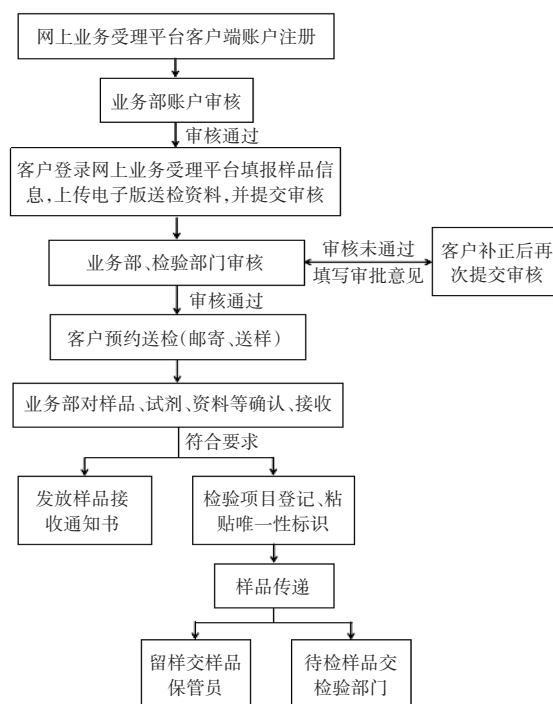 网上业务受理平台客户端账户注册
业务部账户审核
审核通过
客户登录网上业务受理平台填报样品信
息,上传电子版送检资料,并提交审核
业务部、检验部门审核
审核未通过
填写审批意见
客户补正后再
次提交审核
审核通过
客户预约送检(邮寄、送样)
业务部对样品、试剂、资料等确认、接收
符合要求
发放样品接
收通知书
检验项目登记、粘
贴唯一性标识
样品传递
留样交样品
保管员
待检样品交
检验部门